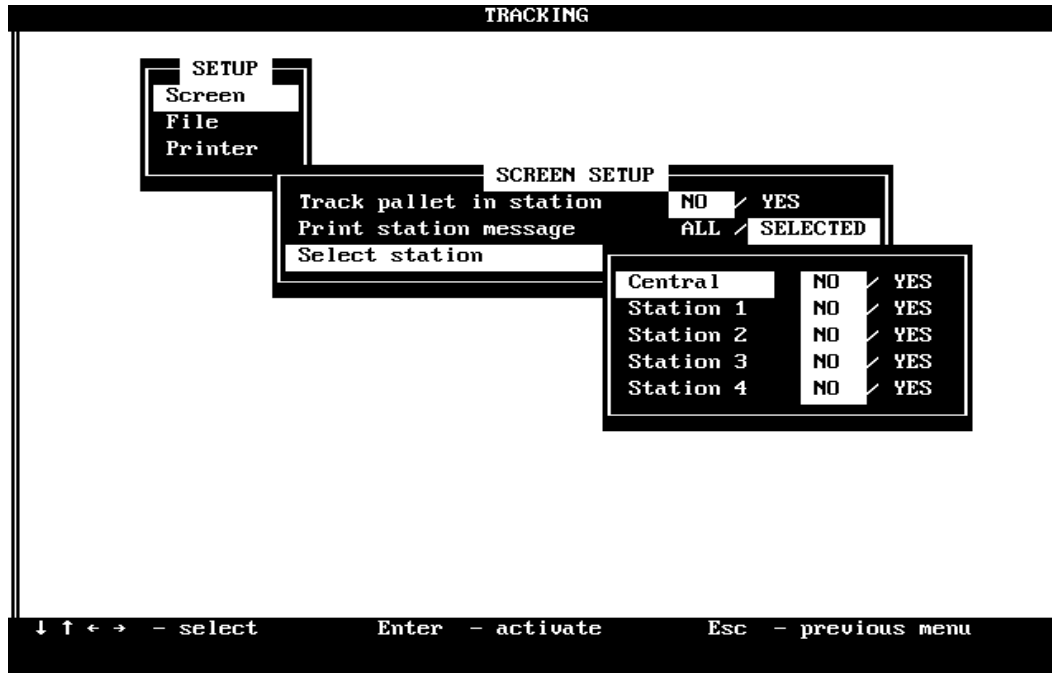 TRACKING
SETUP
Screen
File
Printer
SCREEN SETUP
Track pallet in station NO / YES
Print station message ALL / SELECTED
Select station
Central NO / YES
Station 1 NO / YES
Station 2 NO / YES
Station 3 NO / YES
Station 4 NO / YES
↓ ↑ ← → - select Enter - activate Esc - previous menu